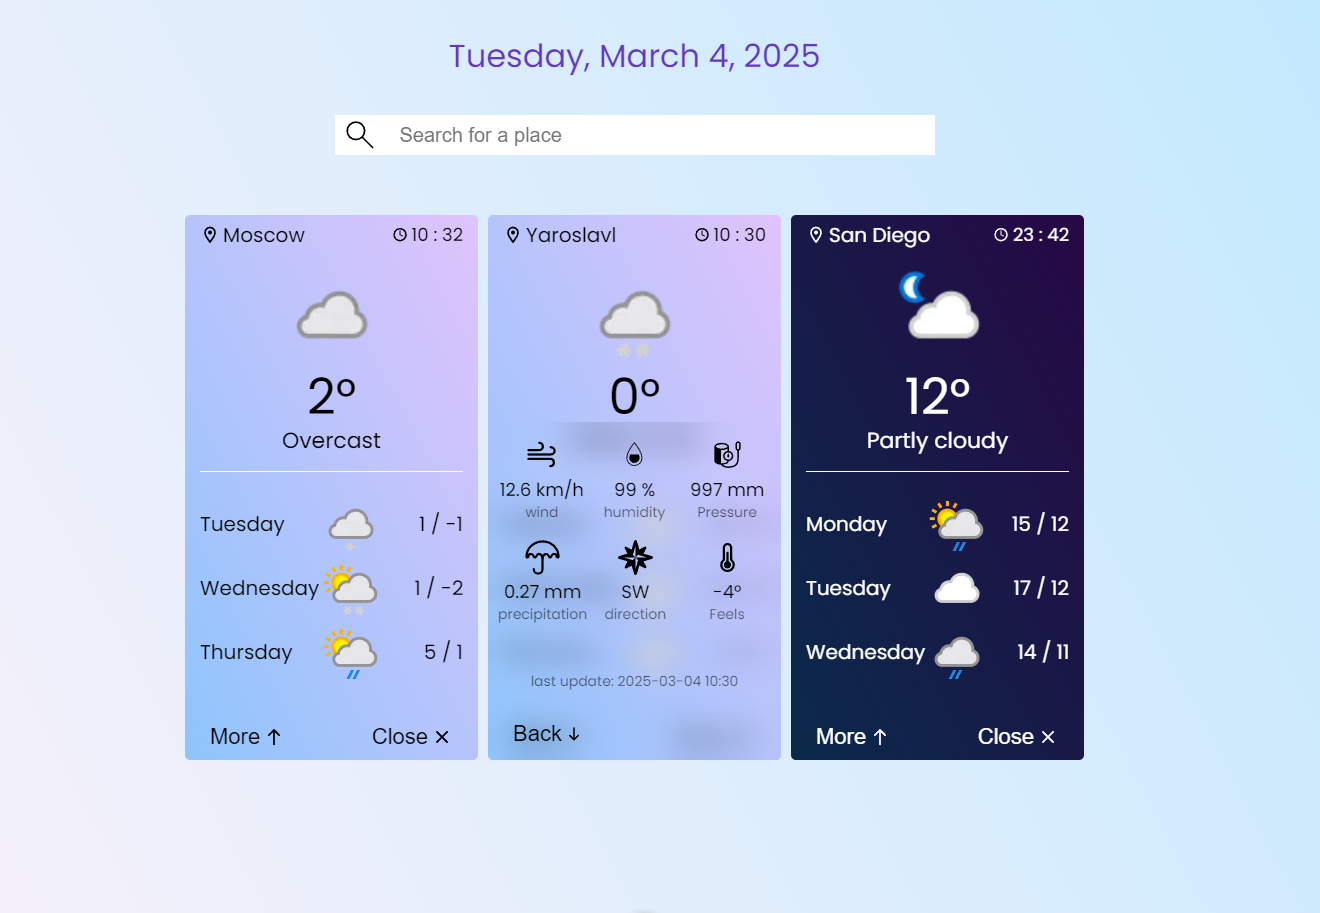 Tuesday, March 4, 2025
Search for a place
Moscow
10 : 32
2°
Overcast
Tuesday
1 / -1
Wednesday
1 / -2
Thursday
5 / 1
More ↑
Close ×
Yaroslavl
10 : 30
0°
12.6 km/h
99 %
997 mm
wind
humidity
Pressure
0.27 mm
SW
-4°
precipitation
direction
Feels
last update: 2025-03-04 10:30
Back ↓
San Diego
23 : 42
12°
Partly cloudy
Monday
15 / 12
Tuesday
17 / 12
Wednesday
14 / 11
More ↑
Close ×